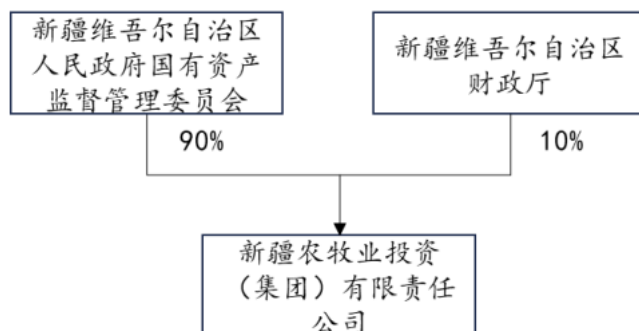 新疆维吾尔自治区
人民政府国有资产
监督管理委员会
新疆维吾尔自治区
财政厅
90%
10%
新疆农牧业投资
（集团）有限责任
公司